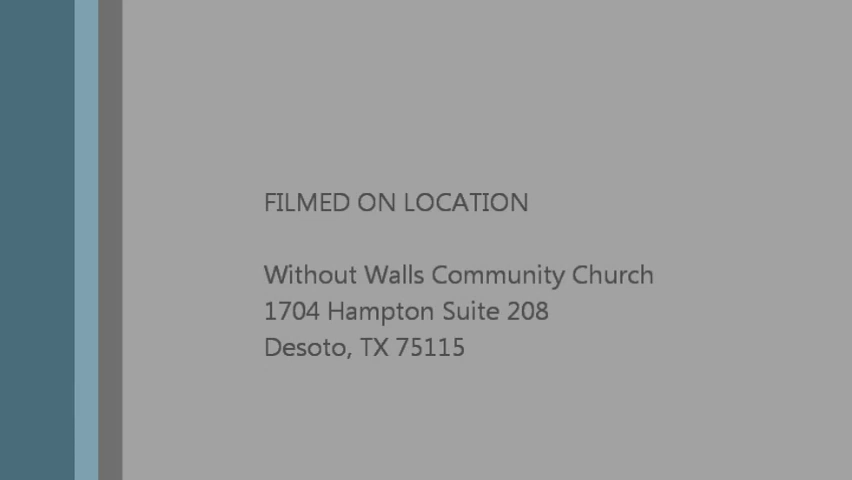 FILMED ON LOCATION
Without Walls Community Church
1704 Hampton Suite 208
Desoto, TX 75115